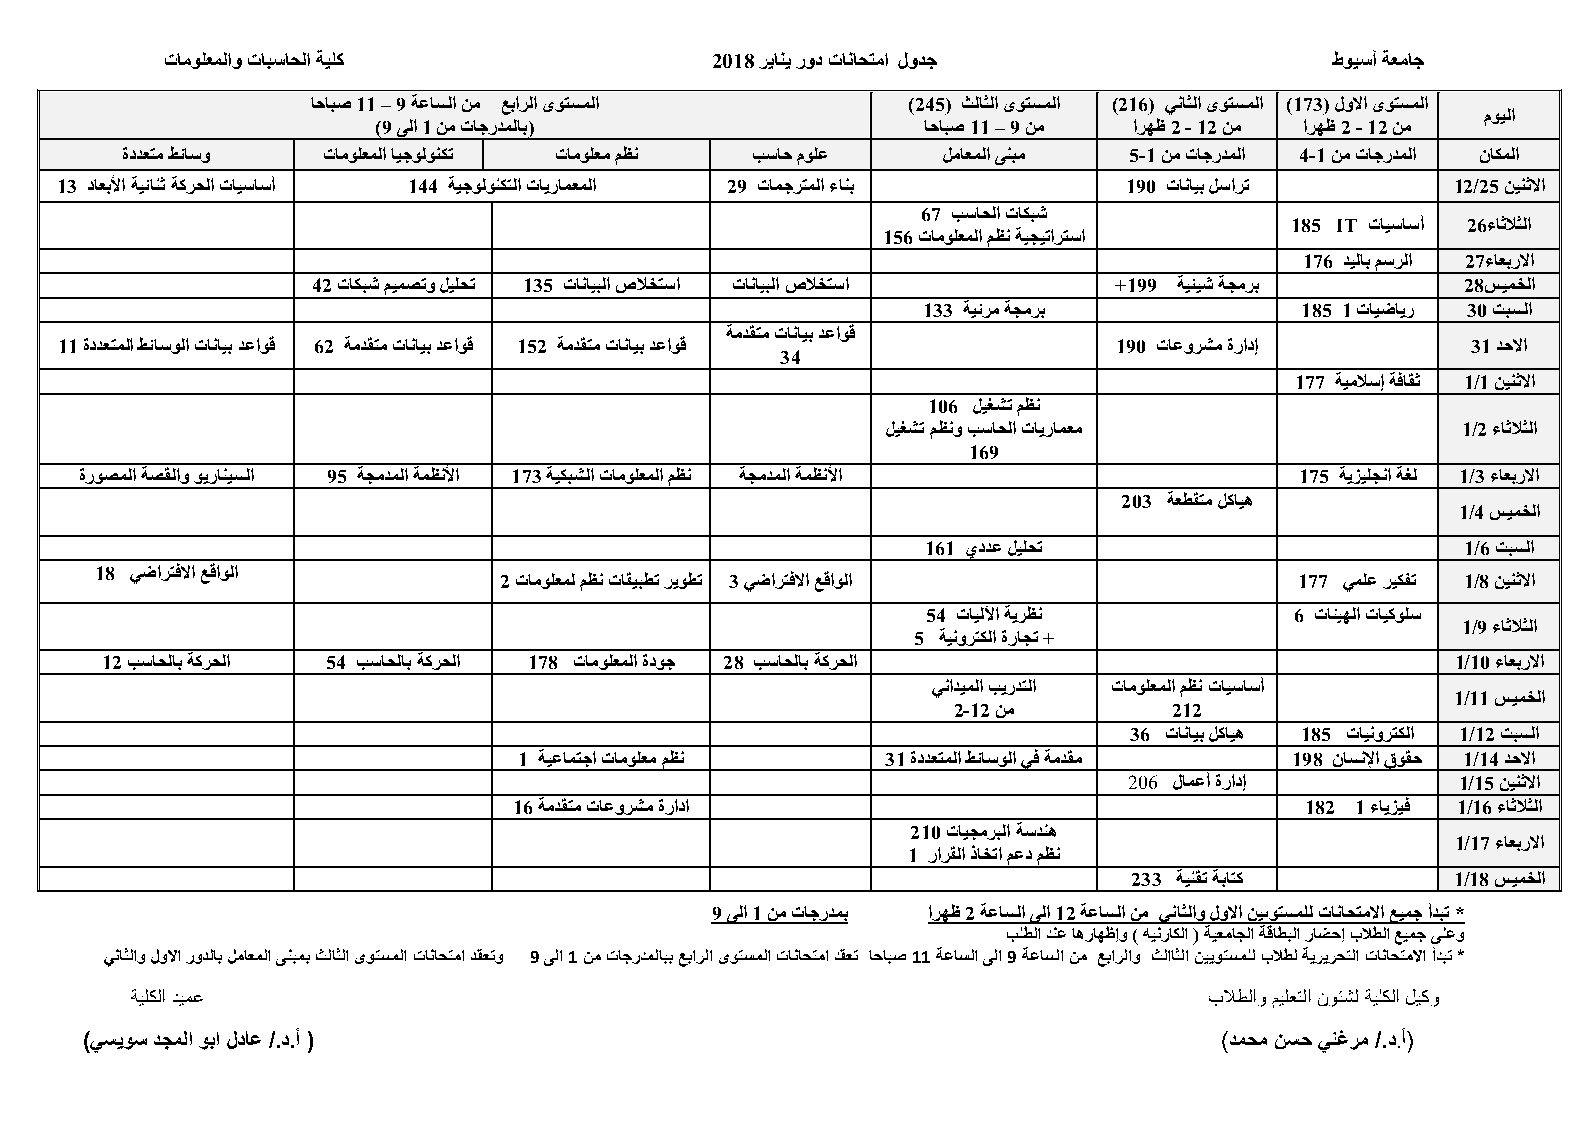 جامعة أسيوط جدول امتحانات دور يناير 2018 كلية الحاسبات والمعلومات
اليوم المستوى الاول (173) المستوى الثاني (216) المستوى الثالث (245) المستوى الرابع من الساعة 9 – 11 صباحا
من 12 - 2 ظهرا من 12 - 2 ظهرا من 9 – 11 صباحا (بالمدرجات من 1 الى 9)
المكان المدرجات من 1-4 المدرجات من 1-5 مبنى المعامل علوم حاسب نظم معلومات تكنولوجيا المعلومات وسائط متعددة
الاثنين 12/25 تراسل بيانات 190 بناء المترجمات 29 المعماريات التكنولوجية 144 أساسيات الحركة ثنائية الأبعاد 13
الثلاثاء26 أساسيات IT 185 شبكات الحاسب 67
استراتيجية نظم المعلومات 156
الاربعاء27 الرسم باليد 176
الخميس28 برمجة شيئية 199+ استخلاص البيانات استخلاص البيانات 135 تحليل وتصميم شبكات 42
السبت 30 رياضيات 1 185 برمجة مرئية 133
الاحد 31 إدارة مشروعات 190 قواعد بيانات متقدمة 34 قواعد بيانات متقدمة 152 قواعد بيانات متقدمة 62 قواعد بيانات الوسائط المتعددة 11
الاثنين 1/1 ثقافة إسلامية 177
الثلاثاء 1/2 نظم تشغيل 106
معماريات الحاسب ونظم تشغيل
169
الاربعاء 1/3 لغة انجليزية 175 الأنظمة المدمجة نظم المعلومات الشبكية 173 الأنظمة المدمجة 95 السيناريو والقصة المصورة
الخميس 1/4 هياكل متقطعة 203
السبت 1/6 تحليل عددي 161
الاثنين 1/8 تفكير علمي 177 الواقع الافتراضي 3 تطوير تطبيقات نظم لمعلومات 2 الواقع الافتراضي 18
الثلاثاء 1/9 سلوكيات الهيئات 6 نظرية الآليات 54
+ تجارة الكترونية 5
الاربعاء 1/10 الحركة بالحاسب 28 جودة المعلومات 178 الحركة بالحاسب 54 الحركة بالحاسب 12
الخميس 1/11 أساسيات نظم المعلومات 212 التدريب الميداني
من 12-2
السبت 1/12 الكترونيات 185 هياكل بيانات 36
الاحد 1/14 حقوق الإنسان 198 مقدمة في الوسائط المتعددة 31 نظم معلومات اجتماعية 1
الاثنين 1/15 إدارة أعمال 206
الثلاثاء 1/16 فيزياء 1 182 ادارة مشروعات متقدمة 16
الاربعاء 1/17 هندسة البرمجيات 210
نظم دعم اتخاذ القرار 1
الخميس 1/18 كتابة تقنية 233
* تبدأ جميع الامتحانات للمستويين الاول والثاني من الساعة 12 الى الساعة 2 ظهرا بمدرجات من 1 الى 9
وعلى جميع الطلاب إحضار البطاقة الجامعية ( الكارنيه ) وإظهارها عند الطلب
* تبدأ الامتحانات التحريرية لطلاب للمستويين الثالث والرابع من الساعة 9 الى الساعة 11 صباحا تعقد امتحانات المستوى الرابع ببالمدرجات من 1 الى 9 وتعقد امتحانات المستوى الثالث بمبنى المعامل بالدور الاول والثاني
وكيل الكلية لشئون التعليم والطلاب عميد الكلية
(أ.د./ مرغني حسن محمد) ( أ.د./ عادل ابو المجد سويسي)